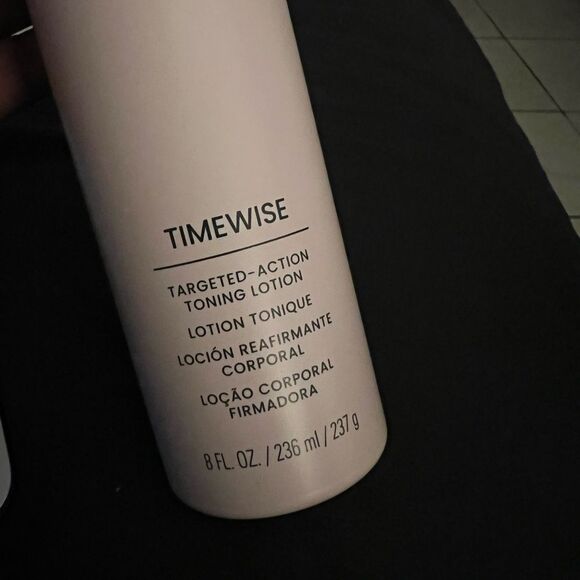 TIMEWISE
TARGETED-ACTION
TONING LOTION
LOTION TONIQUE
LOCIÓN REAFIRMANTE
CORPORAL
LOÇÃO CORPORAL
FIRMADORA
8 FL. OZ. / 236 ml / 237 g